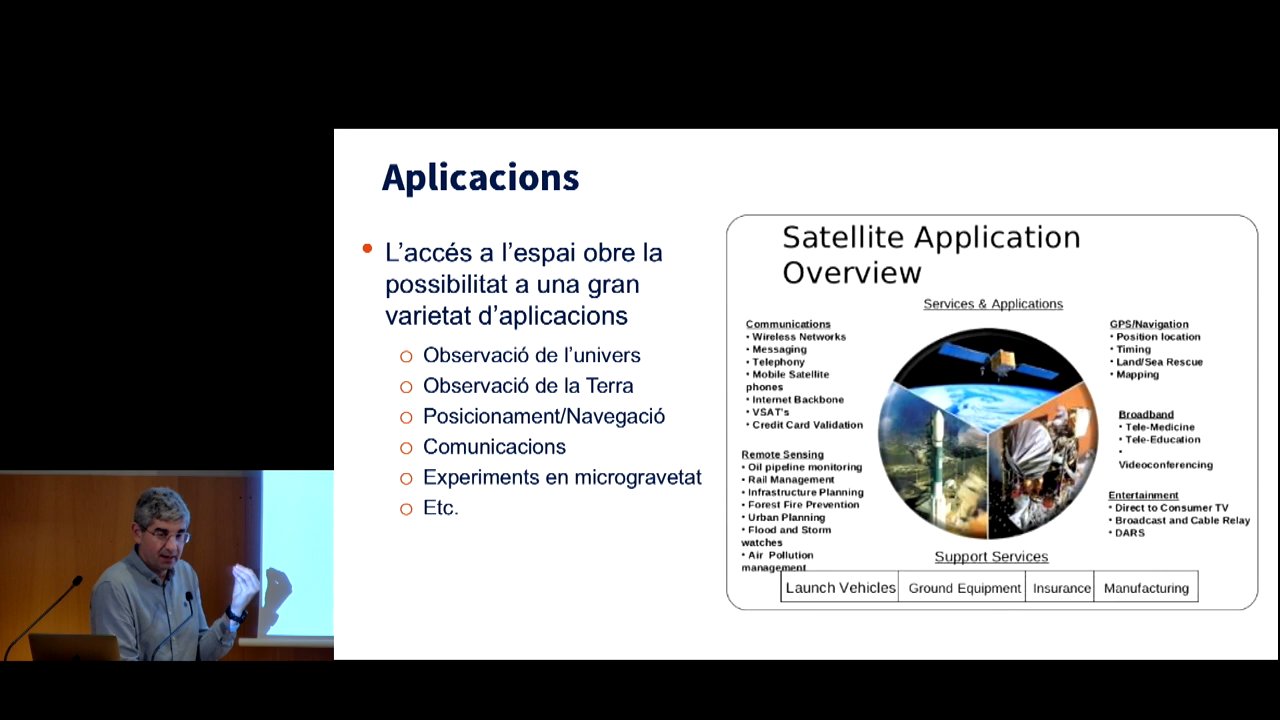 Aplicacions
• L'accés a l'espai obre la
possibilitat a una gran
varietat d'aplicacions
o Observació de l'univers
o Observació de la Terra
o Posicionament/Navegació
o Comunicacions
o Experiments en microgravetat
o Etc.
Satellite Application
Overview
Services & Applications
Communications
• Wireless Networks
• Messaging
• Telephony
• Mobile Satellite
phones
• Internet Backbone
• VSAT's
• Credit Card Validation
Remote Sensing
• Oil pipeline monitoring
• Rail Management
• Infrastructure Planning
• Forest Fire Prevention
• Urban Planning
• Flood and Storm
watches
• Air Pollution
management
GPS/Navigation
• Position location
• Timing
• Land/Sea Rescue
• Mapping
Broadband
• Tele-Medicine
• Tele-Education
•
Videoconferencing
Entertainment
• Direct to Consumer TV
• Broadcast and Cable Relay
• DARS
Support Services
Launch Vehicles Ground Equipment Insurance Manufacturing